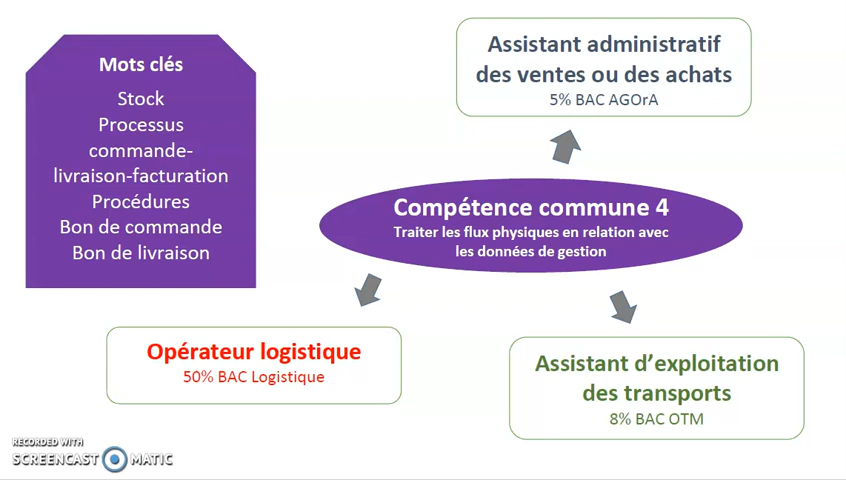 Mots clés
Stock
Processus
commande-
livraison-facturation
Procédures
Bon de commande
Bon de livraison
Assistant administratif
des ventes ou des achats
5% BAC AGOrA
Compétence commune 4
Traiter les flux physiques en relation avec
les données de gestion
Opérateur logistique
50% BAC Logistique
Assistant d’exploitation
des transports
8% BAC OTM
RECORDED WITH
SCREENCAST MATIC